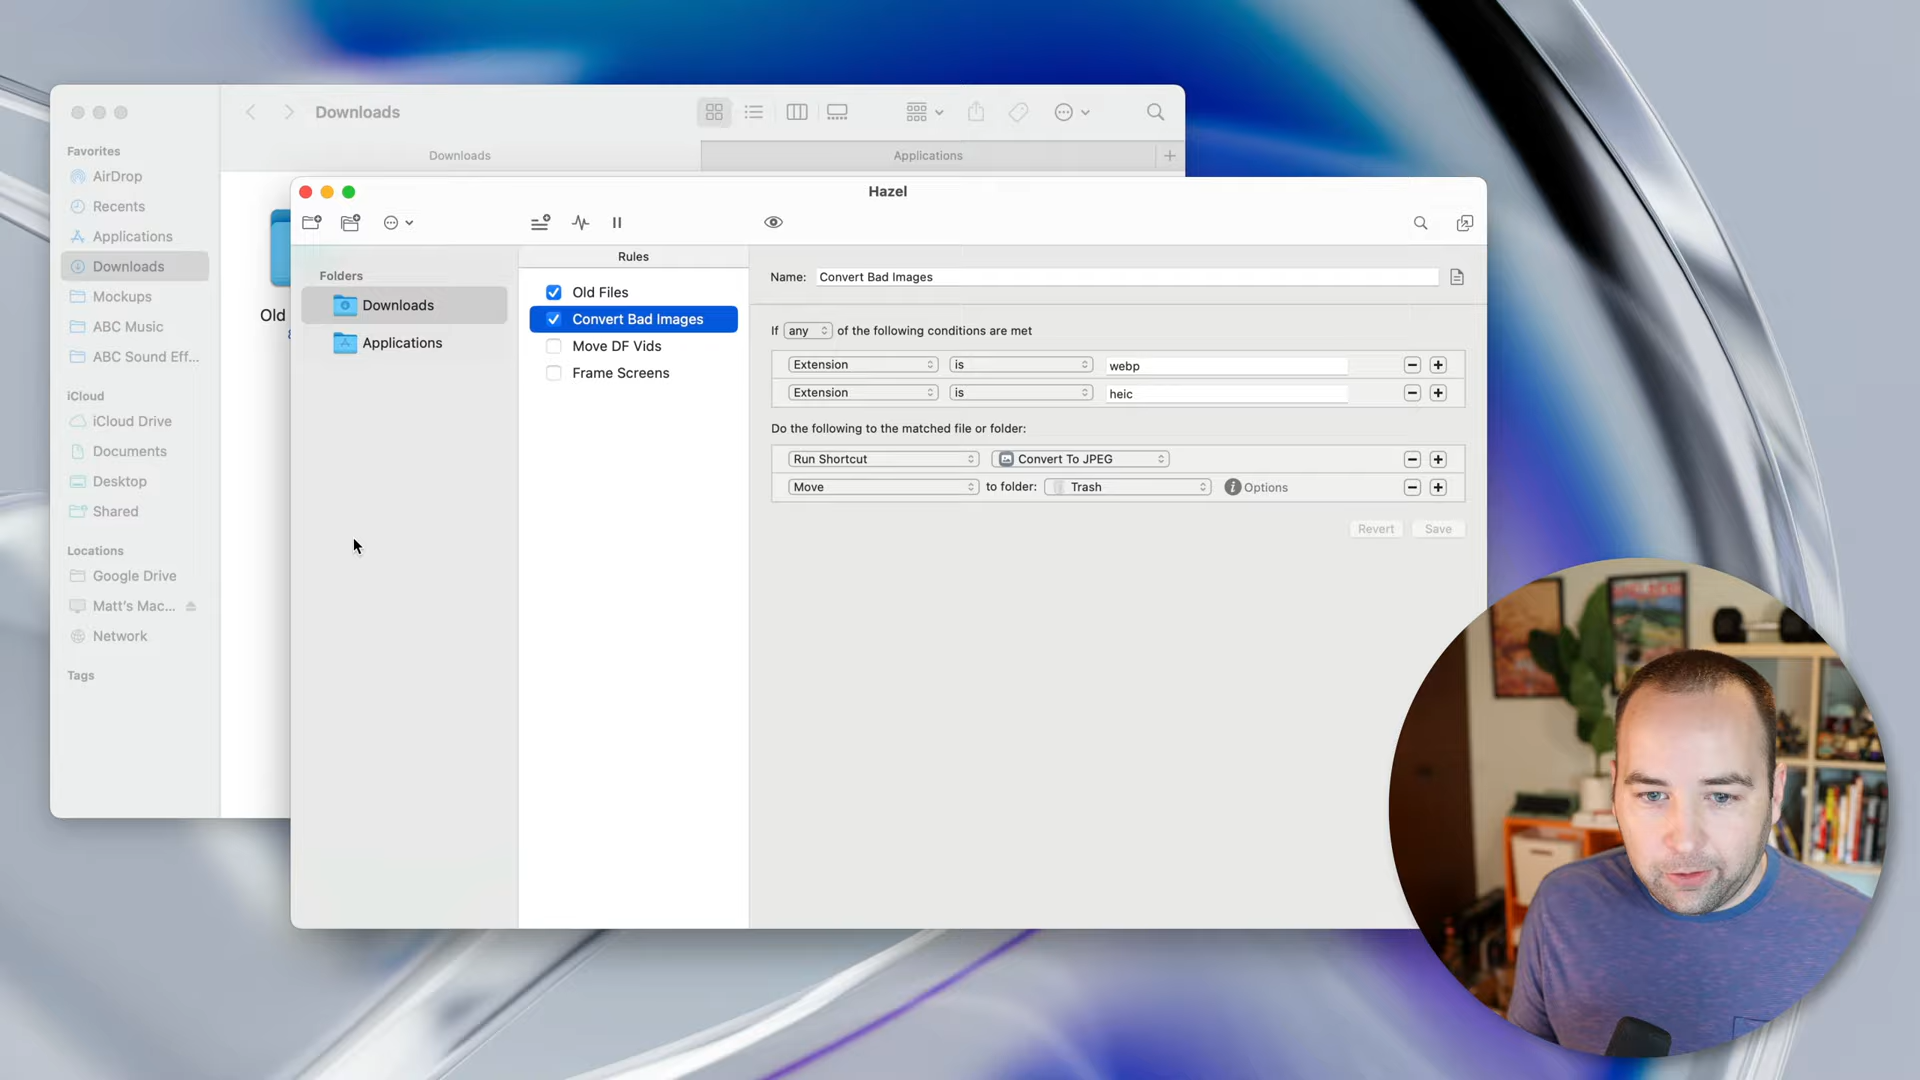 Downloads
Downloads
Applications
Favorites
AirDrop
Recents
Applications
Downloads
Mockups
ABC Music
ABC Sound Eff...
iCloud
iCloud Drive
Documents
Desktop
Shared
Locations
Google Drive
Matt's Mac...
Network
Tags
Old
Hazel
Folders
Downloads
Applications
Rules
Old Files
Convert Bad Images
Move DF Vids
Frame Screens
Name: Convert Bad Images
If any of the following conditions are met
Extension is webp
Extension is heic
Do the following to the matched file or folder:
Run Shortcut Convert To JPEG
Move to folder: Trash Options
Revert Save